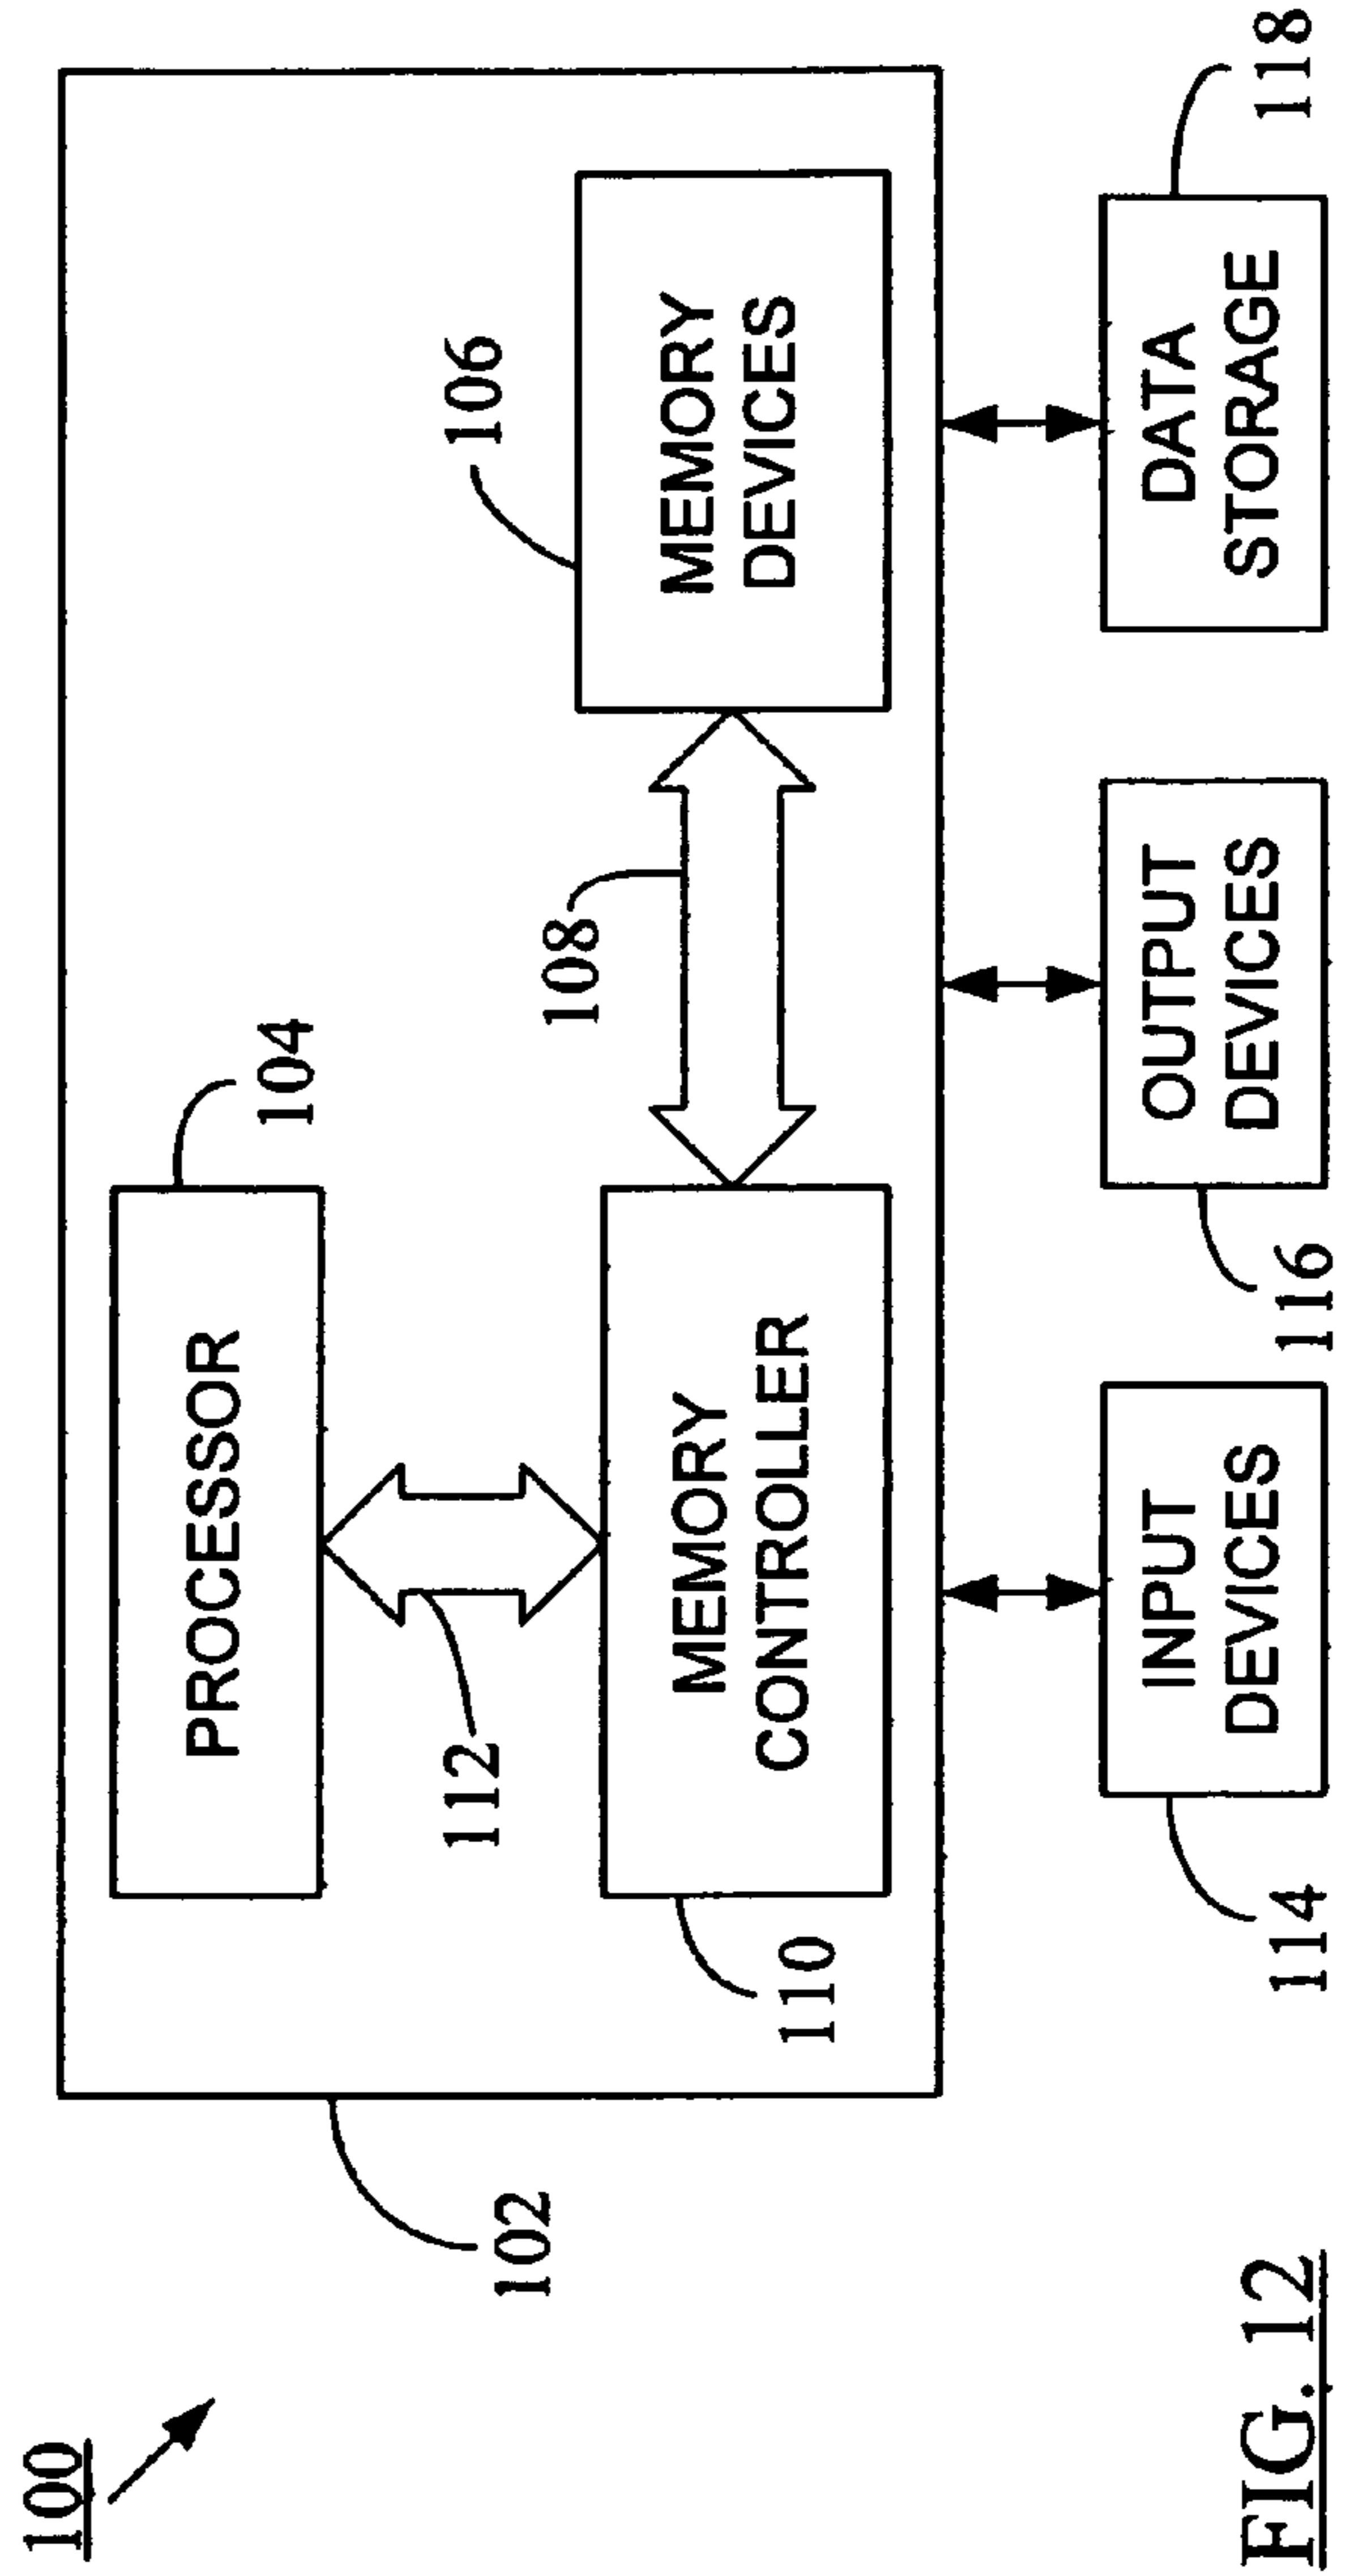 100
102
104
PROCESSOR
112
106
MEMORY
DEVICES
108
MEMORY
CONTROLLER
110
INPUT
DEVICES
114
OUTPUT
DEVICES
116
DATA
STORAGE
118
FIG. 12